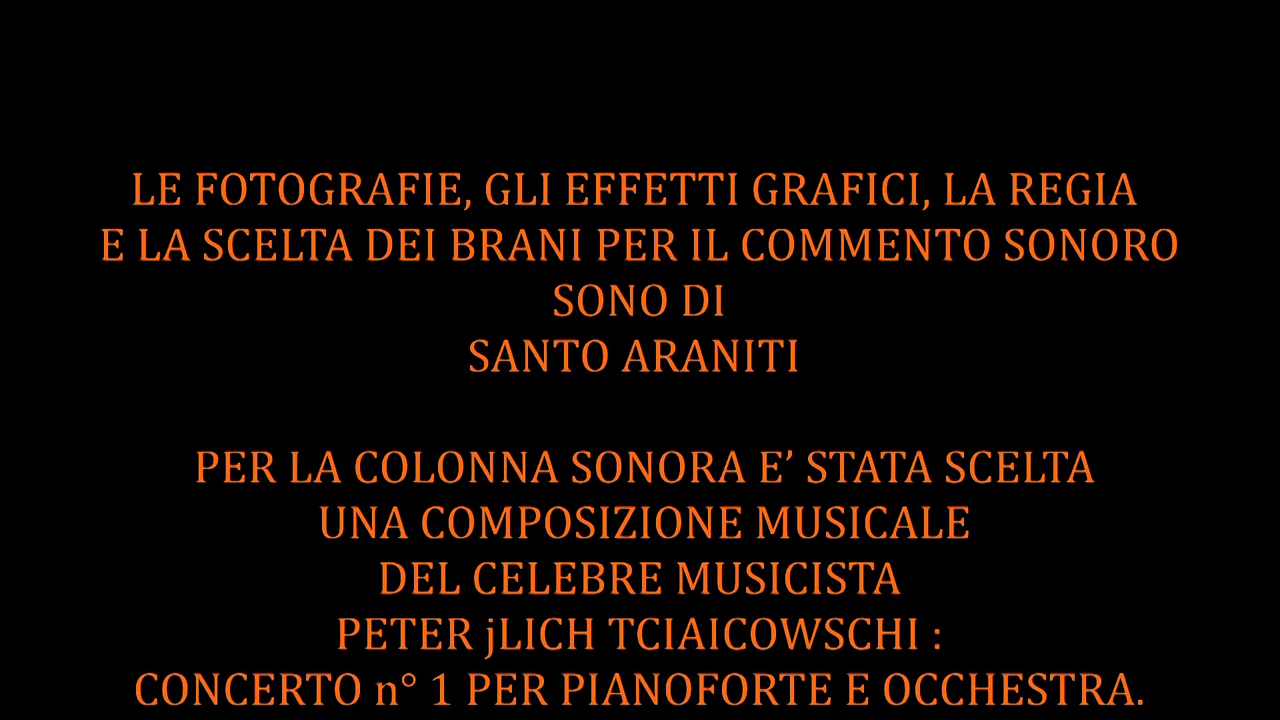 LE FOTOGRAFIE, GLI EFFETTI GRAFICI, LA REGIA
E LA SCELTA DEI BRANI PER IL COMMENTO SONORO
SONO DI
SANTO ARANITI
PER LA COLONNA SONORA E’ STATA SCELTA
UNA COMPOSIZIONE MUSICALE
DEL CELEBRE MUSICISTA
PETER jLICH TCIAICOWSCHI :
CONCERTO n° 1 PER PIANOFORTE E OCCHESTRA.